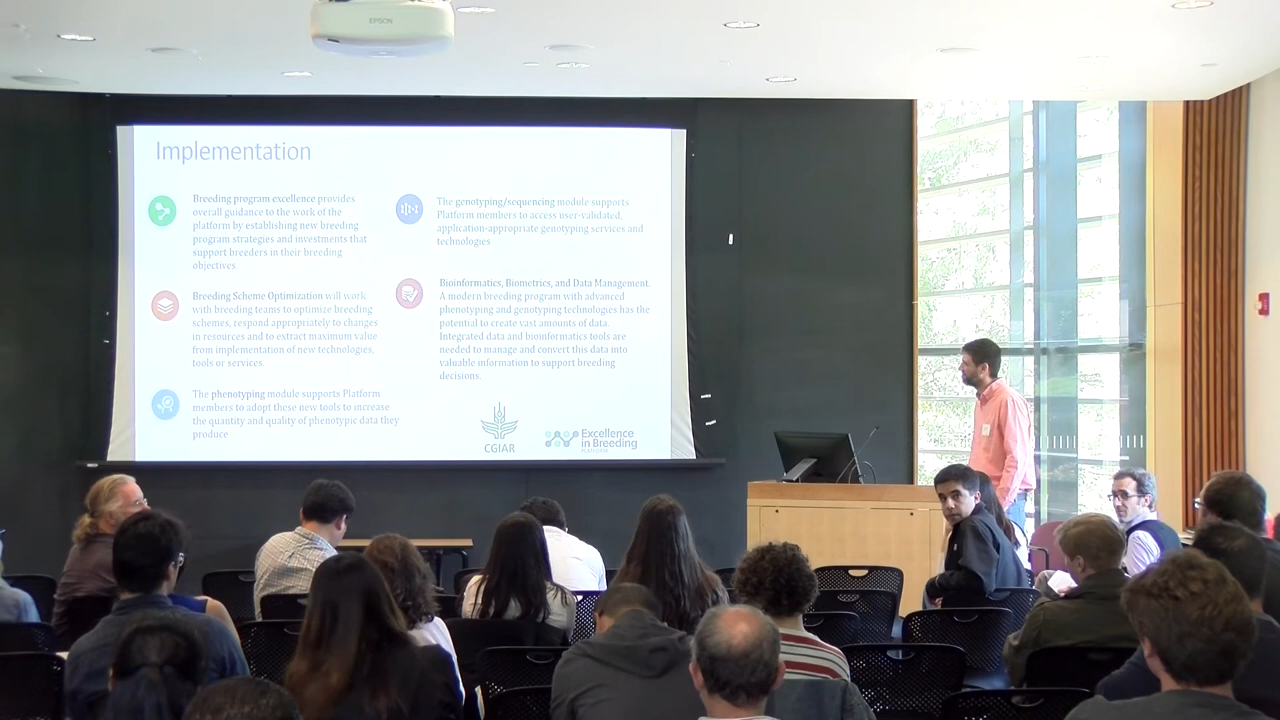 EPSON
Implementation
Breeding program excellence provides
overall guidance to the work of the
platform by establishing new breeding
program strategies and investments that
support breeders in their breeding
objectives
Breeding Scheme Optimization will work
with breeding teams to optimize breeding
schemes, respond appropriately to changes
in resources and to extract maximum value
from implementation of new technologies,
tools or services.
The phenotyping module supports Platform
members to adopt these new tools to increase
the quantity and quality of phenotypic data they
produce
The genotyping/sequencing module supports
Platform members to access user-validated,
application-appropriate genotyping services and
technologies
Bioinformatics, Biometrics, and Data Management.
A modern breeding program with advanced
phenotyping and genotyping technologies has the
potential to create vast amounts of data.
Integrated data and bioinformatics tools are
needed to manage and convert this data into
valuable information to support breeding
decisions.
CGIAR
Excellence
in Breeding
PLATFORM